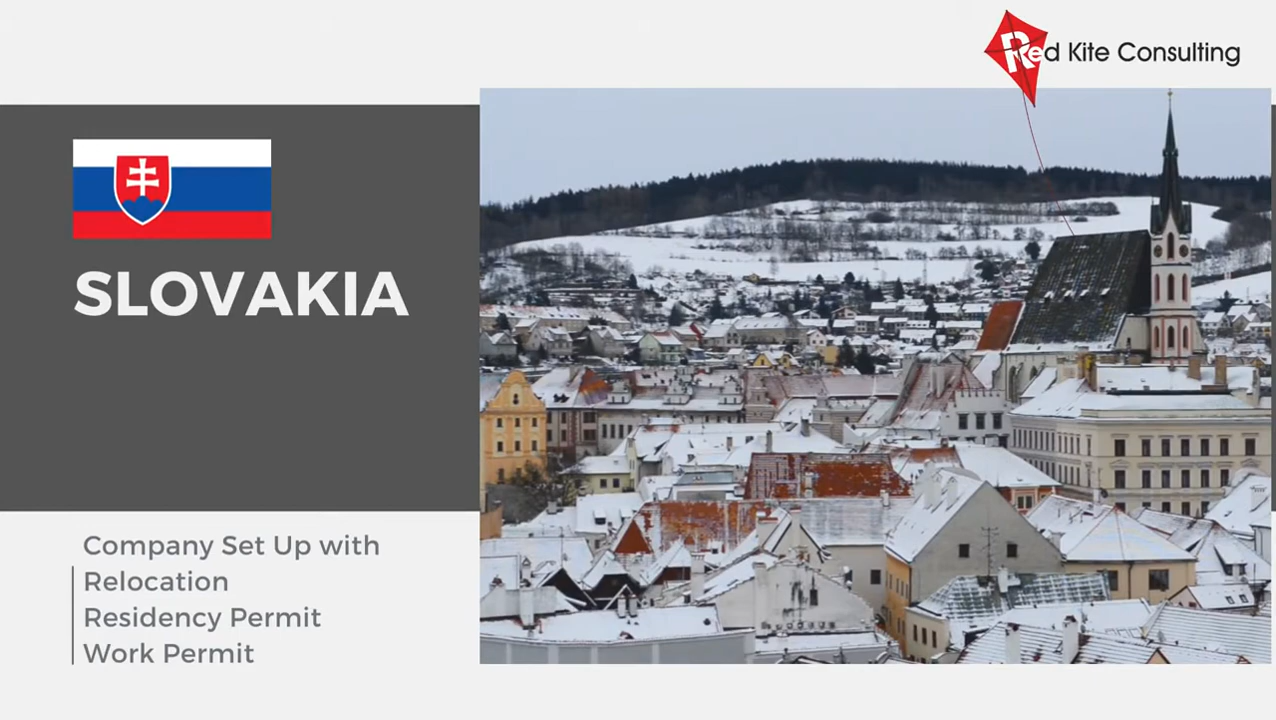 Red Kite Consulting
SLOVAKIA
Company Set Up with
Relocation
Residency Permit
Work Permit